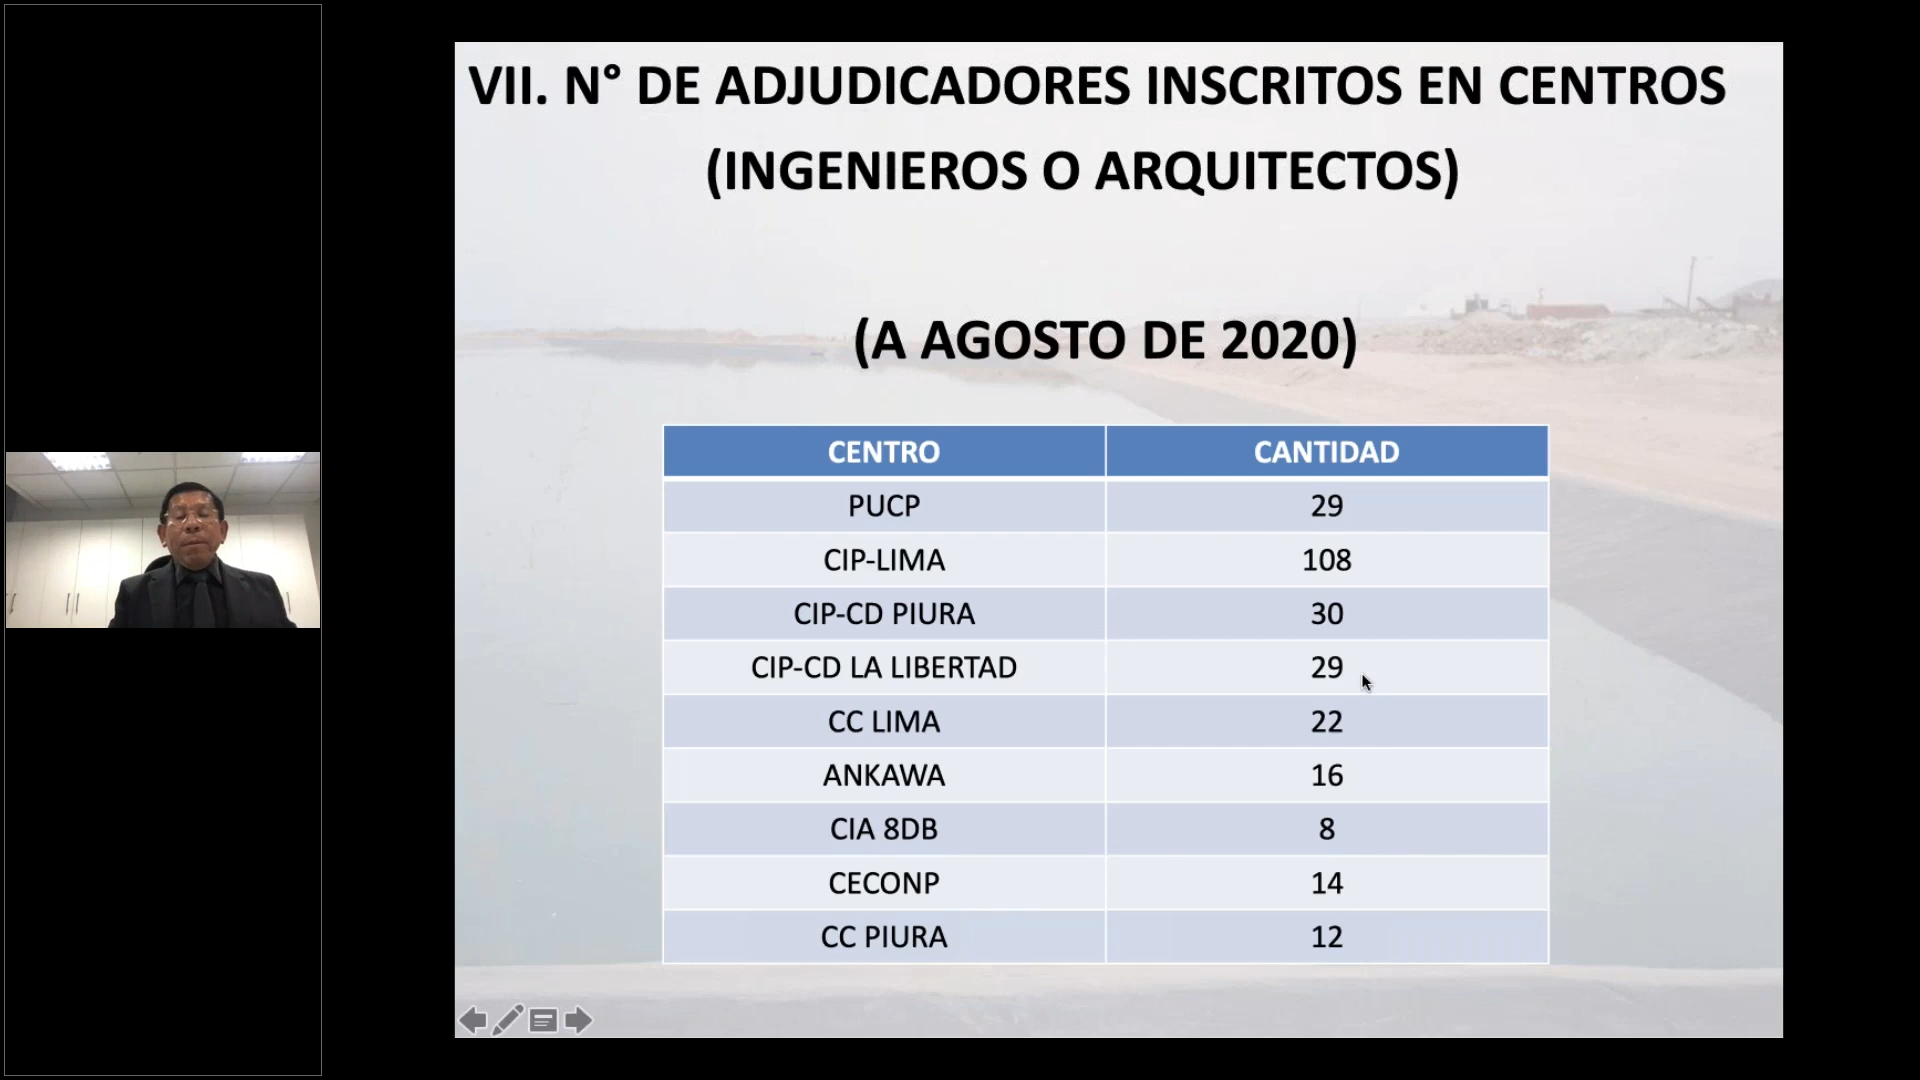 VII. N° DE ADJUDICADORES INSCRITOS EN CENTROS
(INGENIEROS O ARQUITECTOS)
(A AGOSTO DE 2020)
CENTRO CANTIDAD
PUCP 29
CIP-LIMA 108
CIP-CD PIURA 30
CIP-CD LA LIBERTAD 29
CC LIMA 22
ANKAWA 16
CIA 8DB 8
CECONP 14
CC PIURA 12